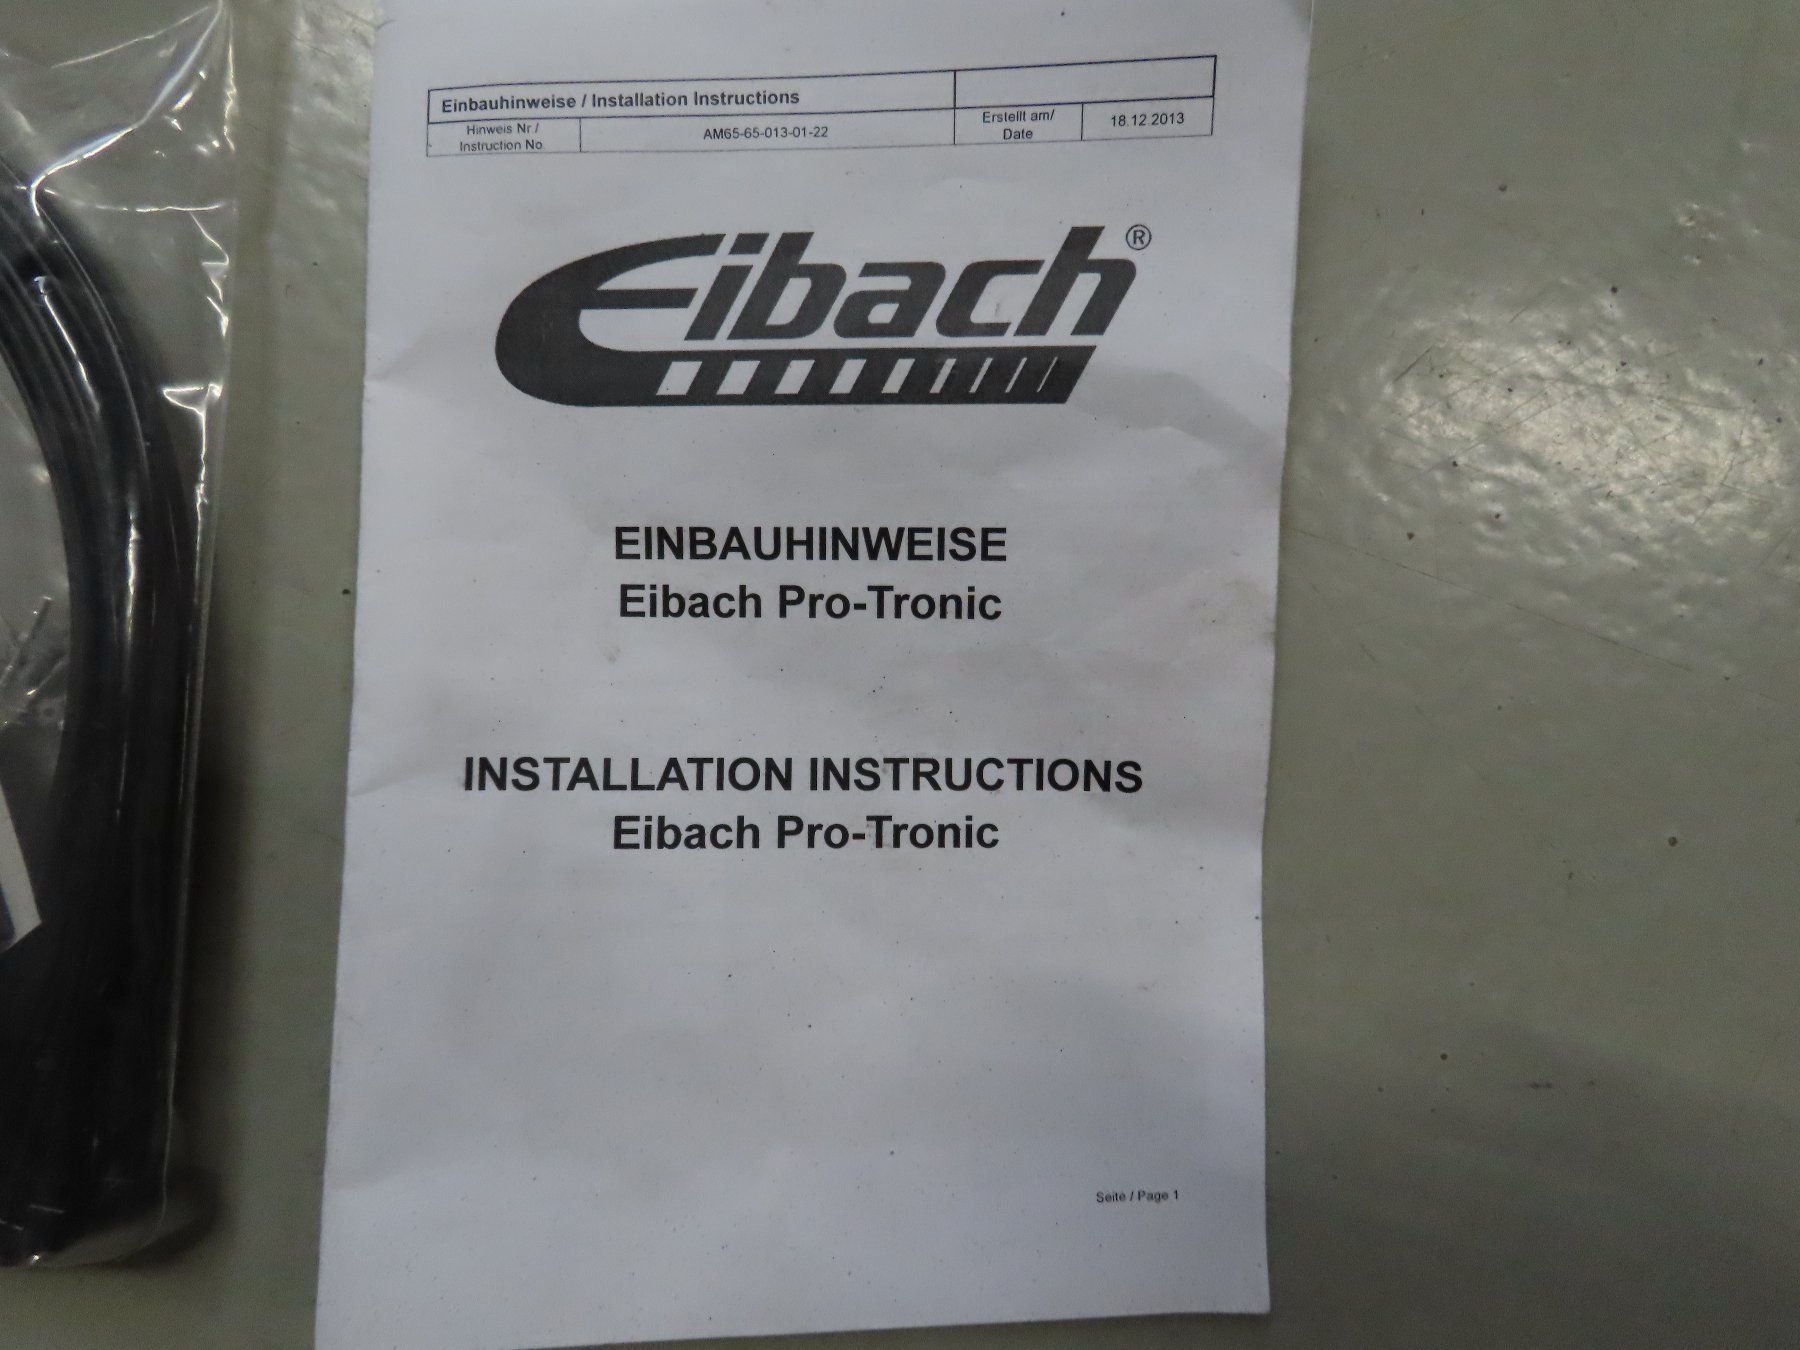 Einbauhinweise / Installation Instructions
Hinweis Nr./
Instruction No
AM65-65-013-01-22
Erstellt am/
Date
18.12.2013
Eibach®
EINBAUHINWEISE
Eibach Pro-Tronic
INSTALLATION INSTRUCTIONS
Eibach Pro-Tronic
Seite / Page 1